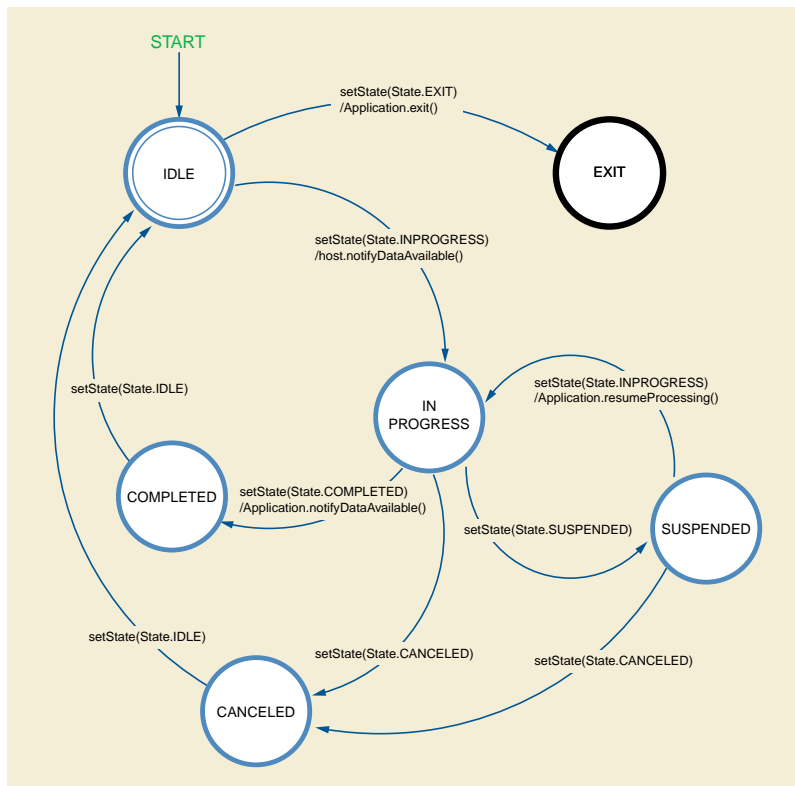 START
setState(State.EXIT)
/Application.exit()
IDLE
EXIT
setState(State.INPROGRESS)
/host.notifyDataAvailable()
setState(State.IDLE)
IN
PROGRESS
setState(State.INPROGRESS)
/Application.resumeProcessing()
COMPLETED
setState(State.COMPLETED)
/Application.notifyDataAvailable()
setState(State.SUSPENDED)
SUSPENDED
setState(State.IDLE)
setState(State.CANCELED)
setState(State.CANCELED)
CANCELED